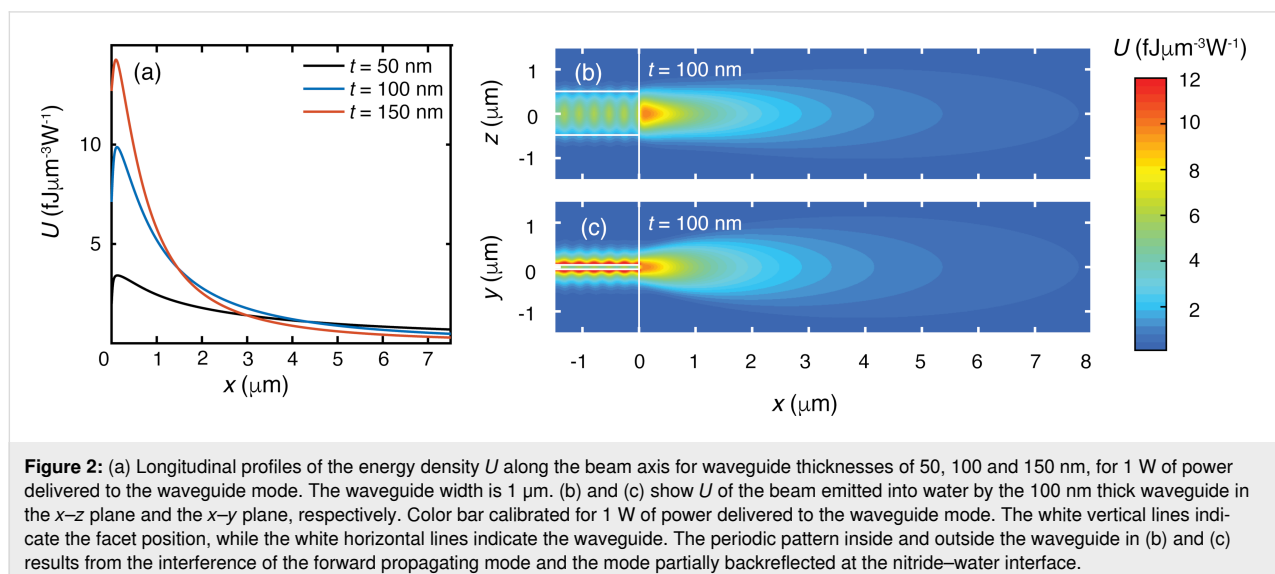 (a)
t = 50 nm
t = 100 nm
t = 150 nm
10
5
U (fJμm-3W-1)
0 1 2 3 4 5 6 7
x (μm)
(b)
t = 100 nm
1
0
-1
z (μm)
(c)
t = 100 nm
1
0
-1
y (μm)
-1 0 1 2 3 4 5 6 7 8
x (μm)
U (fJμm-3W-1)
12
10
8
6
4
2
Figure 2: (a) Longitudinal profiles of the energy density U along the beam axis for waveguide thicknesses of 50, 100 and 150 nm, for 1 W of power
delivered to the waveguide mode. The waveguide width is 1 µm. (b) and (c) show U of the beam emitted into water by the 100 nm thick waveguide in
the x–z plane and the x–y plane, respectively. Color bar calibrated for 1 W of power delivered to the waveguide mode. The white vertical lines indi-
cate the facet position, while the white horizontal lines indicate the waveguide. The periodic pattern inside and outside the waveguide in (b) and (c)
results from the interference of the forward propagating mode and the mode partially backreflected at the nitride–water interface.